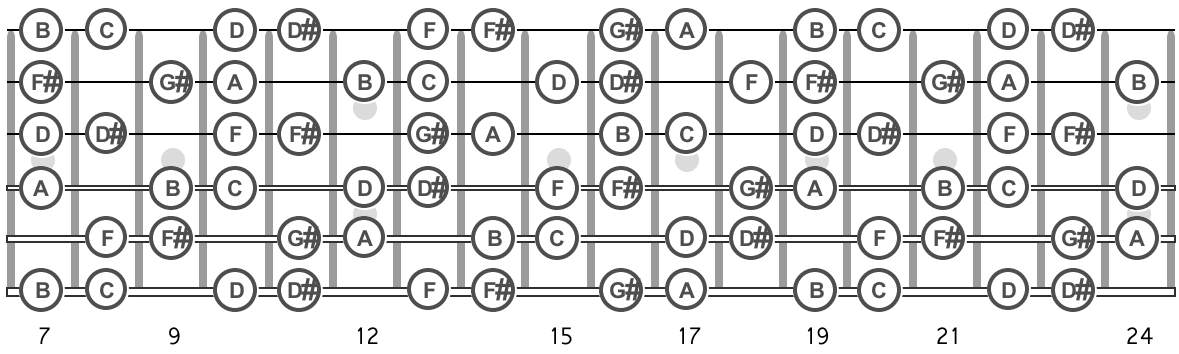 B C D D# F F# G# A B C D D#
F# G# A B C D D# F F# G# A B
D D# F F# G# A B C D D# F F#
A B C D D# F F# G# A B C D
F F# G# A B C D D# F F# G# A
B C D D# F F# G# A B C D D#
7 9 12 15 17 19 21 24